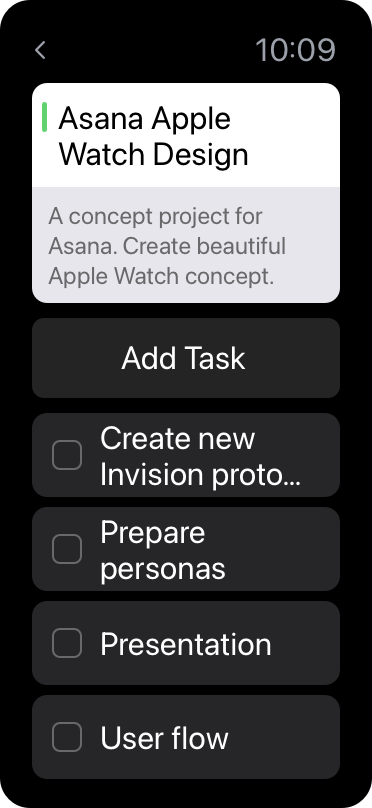 10:09
Asana Apple
Watch Design
A concept project for
Asana. Create beautiful
Apple Watch concept.
Add Task
Create new
Invision proto...
Prepare
personas
Presentation
User flow